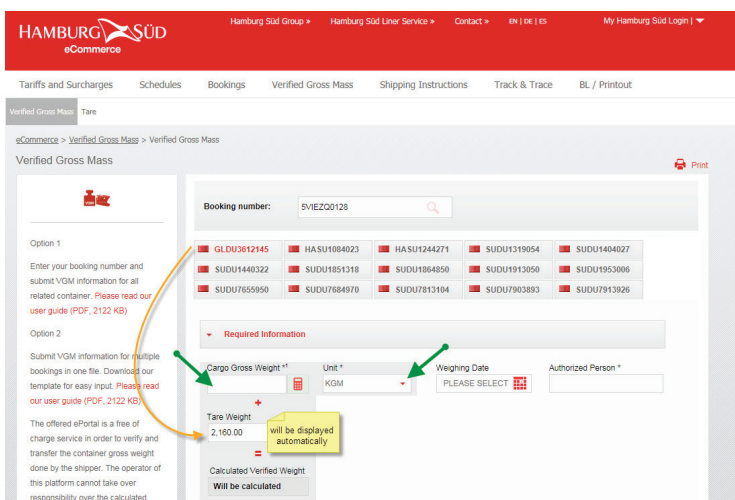 HAMBURG SÜD
eCommerce
Hamburg Süd Group » Hamburg Süd Liner Service » Contact » EN | DE | ES My Hamburg Süd Login |
Tariffs and Surcharges Schedules Bookings Verified Gross Mass Shipping Instructions Track & Trace BL / Printout
Verified Gross Mass Tare
eCommerce > Verified Gross Mass > Verified Gross Mass
Verified Gross Mass
Print
Option 1
Enter your booking number and
submit VGM information for all
related container. Please read our
user guide (PDF, 2122 KB)
Option 2
Submit VGM information for multiple
bookings in one file. Download our
template for easy input. Please read
our user guide (PDF, 2122 KB)
The offered ePortal is a free of
charge service in order to verify and
transfer the container gross weight
done by the shipper. The operator of
this platform cannot take over
responsibility over the calculated
Booking number: 5VIEZQ0128
GLDU3612145 HASU1084023 HASU1244271 SUDU1319054 SUDU1404027
SUDU1440322 SUDU1851318 SUDU1864850 SUDU1913050 SUDU1953006
SUDU7655950 SUDU7684970 SUDU7813104 SUDU7903893 SUDU7913926
Required Information
Cargo Gross Weight *¹ Unit * Weighing Date Authorized Person *
KGM PLEASE SELECT
+
Tare Weight
2,160.00
will be displayed
automatically
=
Calculated Verified Weight
Will be calculated